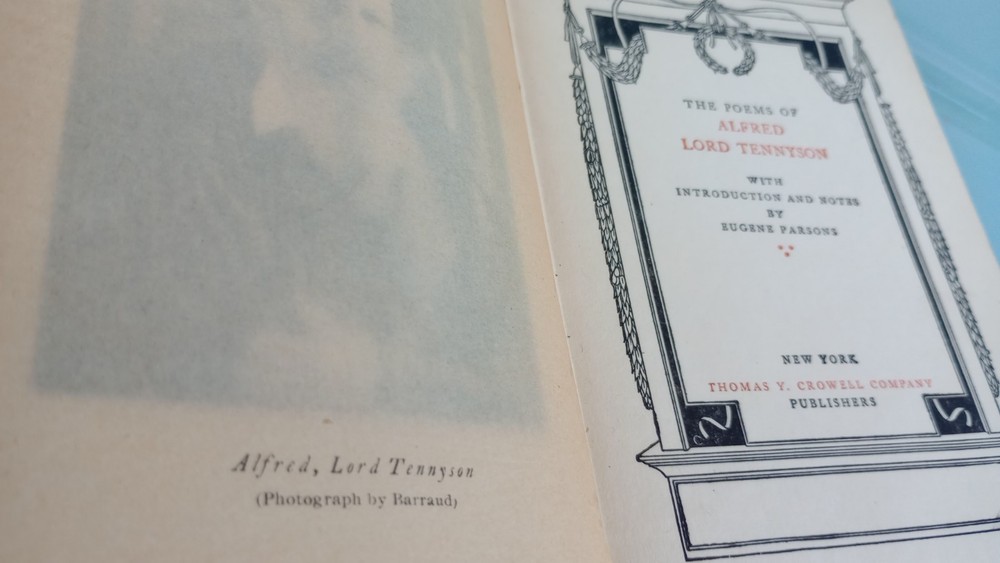 Alfred, Lord Tennyson
(Photograph by Barraud)
THE POEMS OF
ALFRED
LORD TENNYSON
WITH
INTRODUCTION AND NOTES
BY
EUGENE PARSONS
NEW YORK
THOMAS Y. CROWELL COMPANY
PUBLISHERS